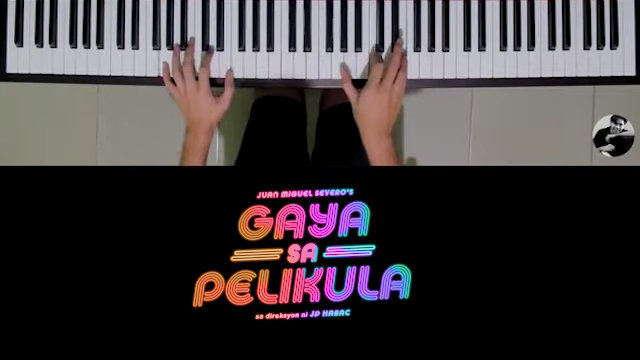 JUAN MIGUEL SEVERO'S
GAYA
SA
PELIKULA
sa direksyon ni JP HABAC